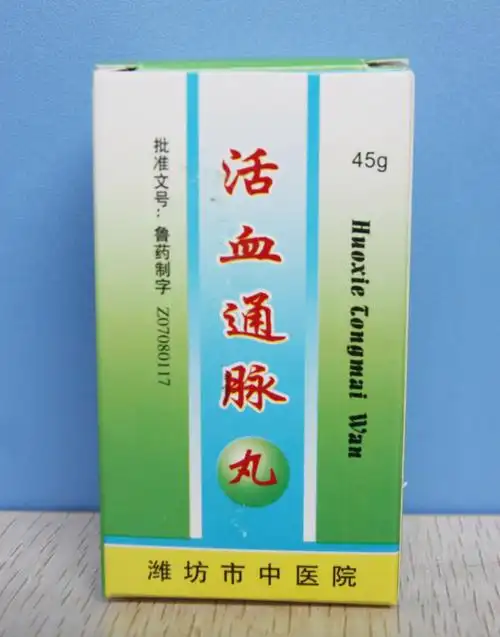 45g
活血通脉丸
Huoxie Tongmai Wan
批准文号：鲁药制字 Z07080117
潍坊市中医院